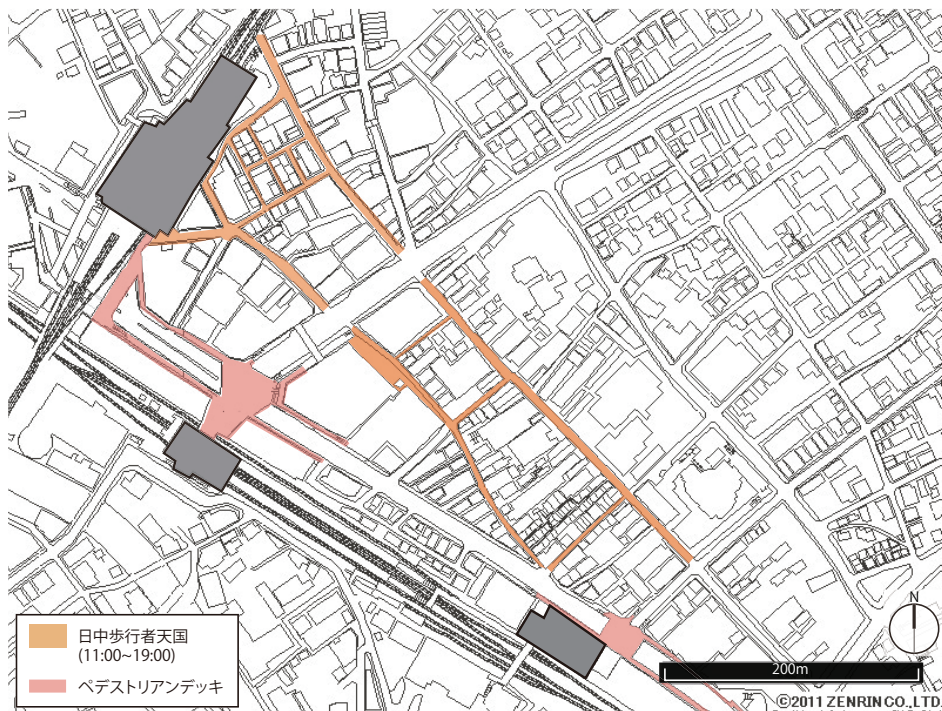 日中歩行者天国
(11:00~19:00)
ペデストリアンデッキ
N
200m
©2011 ZENRIN CO., LTD.